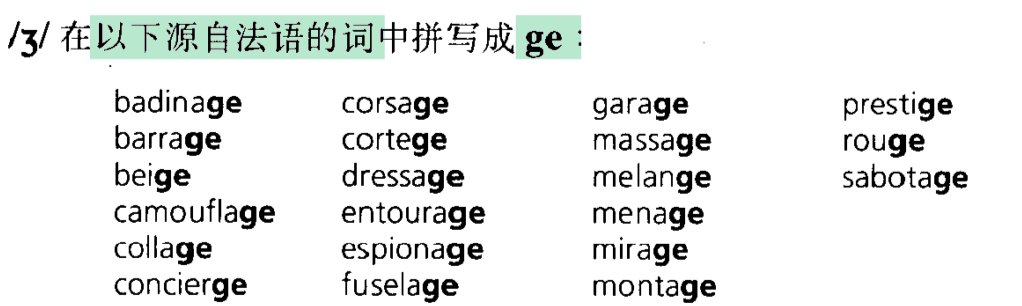 /ʒ/ 在以下源自法语的词中拼写成 ge：
badinage corsage garage prestige
barrage cortege massage rouge
beige dressage melange sabotage
camouflage entourage menage
collage espionage mirage
concierge fuselage montage